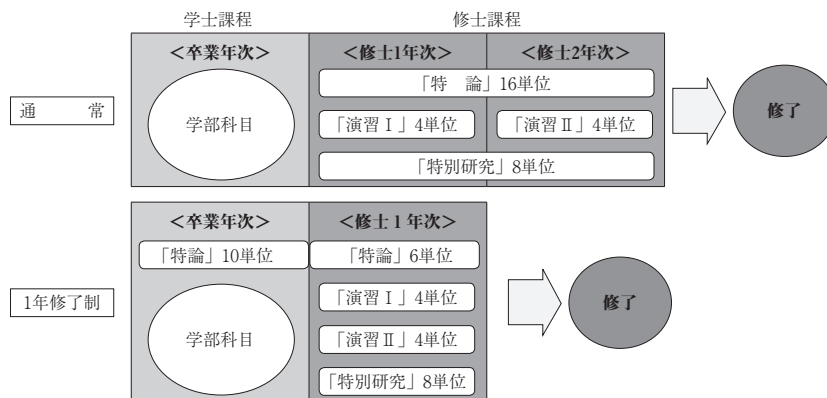 学士課程 修士課程
<卒業年次> <修士1年次> <修士2年次>
「特　論」16単位
通　　常 学部科目 「演習Ⅰ」4単位 「演習Ⅱ」4単位 修了
「特別研究」8単位
<卒業年次> <修士１年次>
「特論」10単位 「特論」6単位
1年修了制 学部科目 「演習Ⅰ」4単位 修了
「演習Ⅱ」4単位
「特別研究」8単位